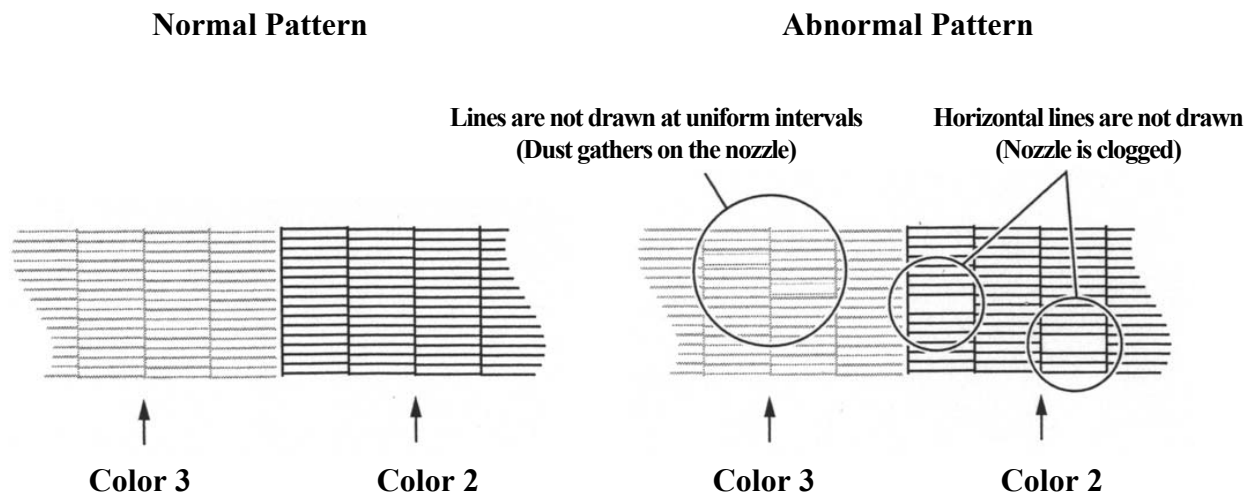 Normal Pattern
Abnormal Pattern
Lines are not drawn at uniform intervals
(Dust gathers on the nozzle)
Horizontal lines are not drawn
(Nozzle is clogged)
Color 3
Color 2
Color 3
Color 2